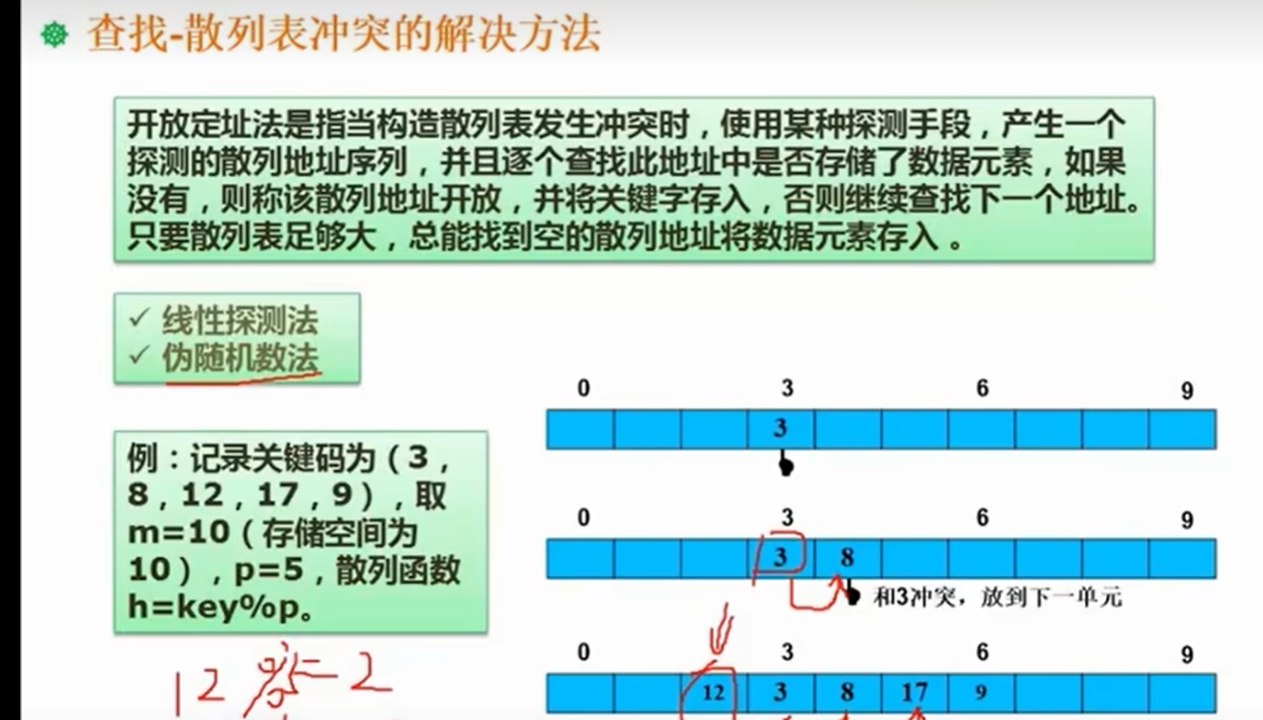 查找-散列表冲突的解决方法
开放定址法是指当构造散列表发生冲突时，使用某种探测手段，产生一个
探测的散列地址序列，并且逐个查找此地址中是否存储了数据元素，如果
没有，则称该散列地址开放，并将关键字存入，否则继续查找下一个地址。
只要散列表足够大，总能找到空的散列地址将数据元素存入 。
✓ 线性探测法
✓ 伪随机数法
例：记录关键码为（3，
8，12，17，9），取
m=10（存储空间为
10），p=5，散列函数
h=key%p。
12 %5=2
0 3 6 9
3
0 3 6 9
3 8
和3冲突，放到下一单元
0 3 6 9
12 3 8 17 9